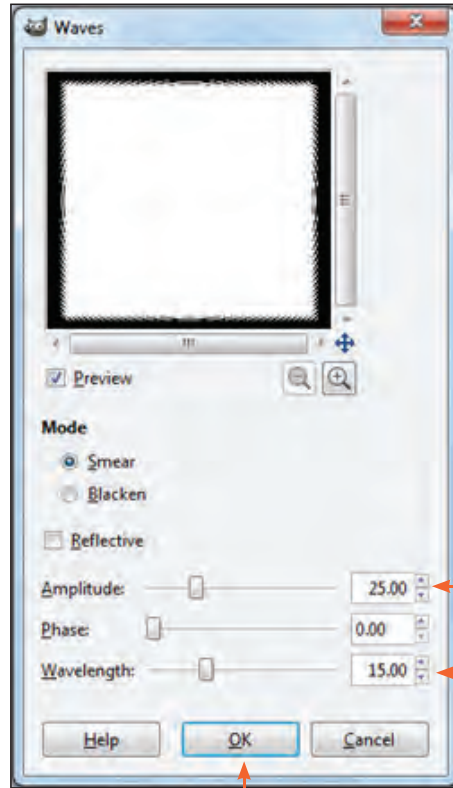 Waves
Preview
Mode
Smear
Blacken
Reflective
Amplitude: 25.00
Phase: 0.00
Wavelength: 15.00
Help OK Cancel